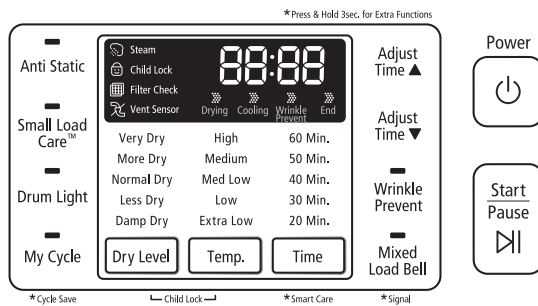 *Press & Hold 3sec. for Extra Functions
Anti Static
Small Load
Care™
Drum Light
My Cycle
Steam
Child Lock
Filter Check
Vent Sensor
88:88
Drying Cooling Wrinkle Prevent End
Very Dry High 60 Min.
More Dry Medium 50 Min.
Normal Dry Med Low 40 Min.
Less Dry Low 30 Min.
Damp Dry Extra Low 20 Min.
Dry Level Temp. Time
Adjust
Time ▲
Adjust
Time ▼
Wrinkle
Prevent
Mixed
Load Bell
Power
Start
Pause
*Cycle Save Child Lock *Smart Care *Signal